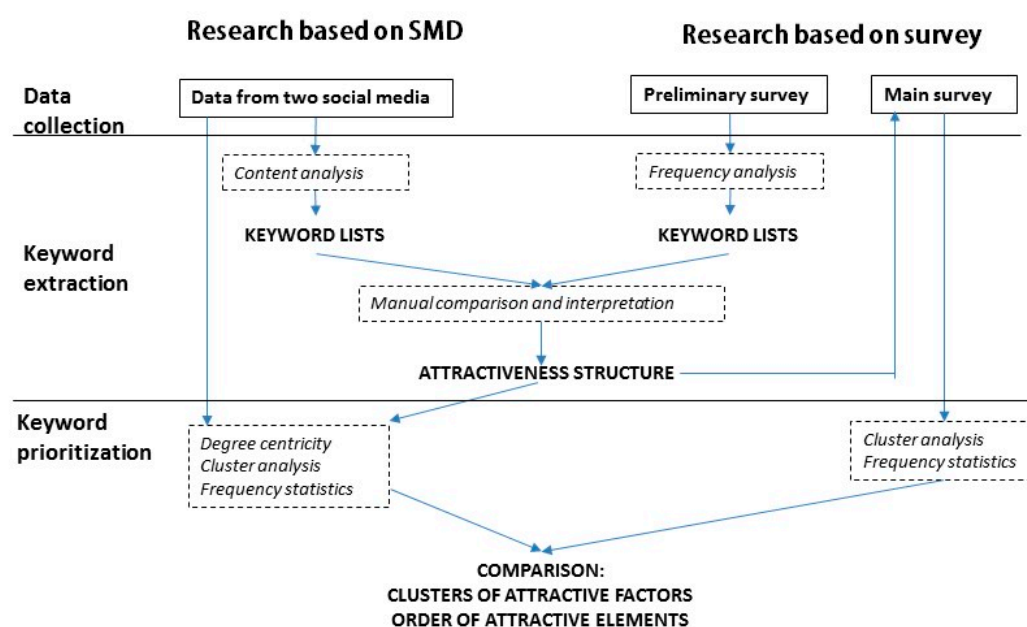 Research based on SMD
Research based on survey
Data
collection
Data from two social media
Preliminary survey
Main survey
Content analysis
Frequency analysis
Keyword
extraction
KEYWORD LISTS
KEYWORD LISTS
Manual comparison and interpretation
ATTRACTIVENESS STRUCTURE
Keyword
prioritization
Degree centricity
Cluster analysis
Frequency statistics
Cluster analysis
Frequency statistics
COMPARISON:
CLUSTERS OF ATTRACTIVE FACTORS
ORDER OF ATTRACTIVE ELEMENTS